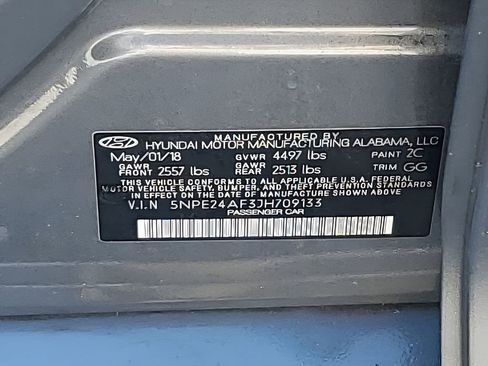 MANUFACTURED BY
HYUNDAI MOTOR MANUFACTURING ALABAMA, LLC
May/01/18 GVWR 4497 lbs PAINT 2C
GAWR FRONT 2557 lbs GAWR REAR 2513 lbs TRIM GG
THIS VEHICLE CONFORMS TO ALL APPLICABLE U.S.A. FEDERAL
MOTOR VEHICLE SAFETY, BUMPER, AND THEFT PREVENTION STANDARDS
IN EFFECT ON THE DATE OF MANUFACTURE SHOWN ABOVE
V.I.N 5NPE24AF3JH709133
PASSENGER CAR